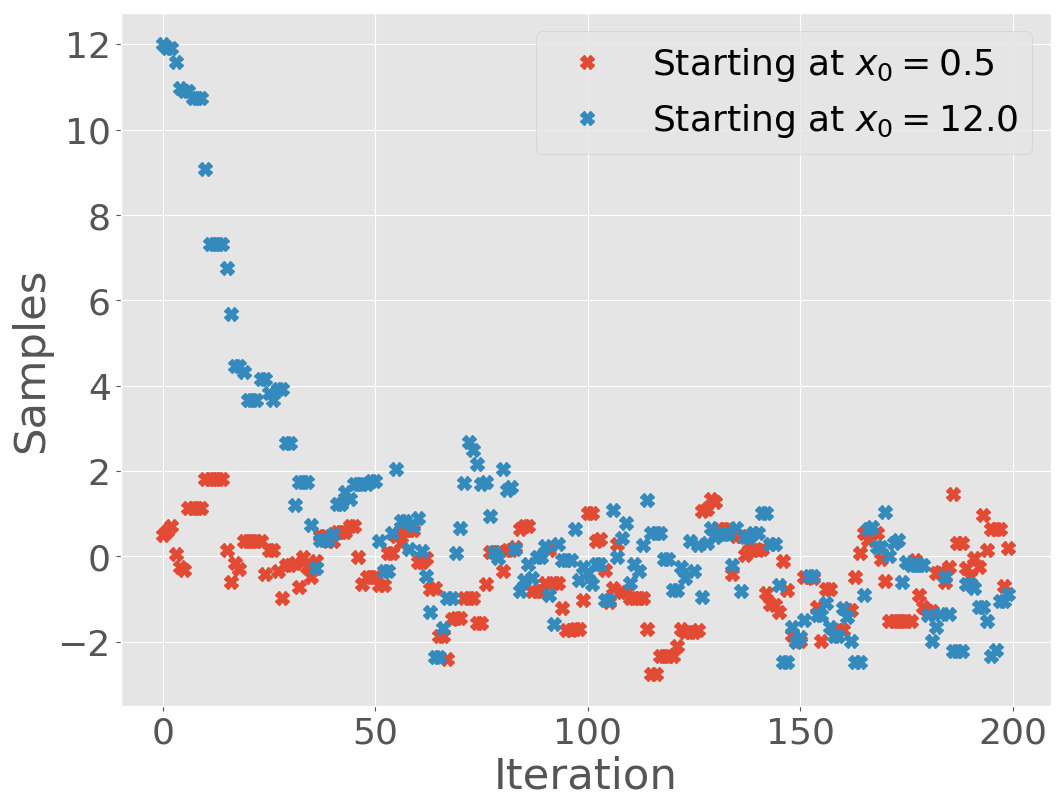 Starting at x₀ = 0.5
Starting at x₀ = 12.0
12
10
8
6
4
2
0
−2
Samples
0 50 100 150 200
Iteration